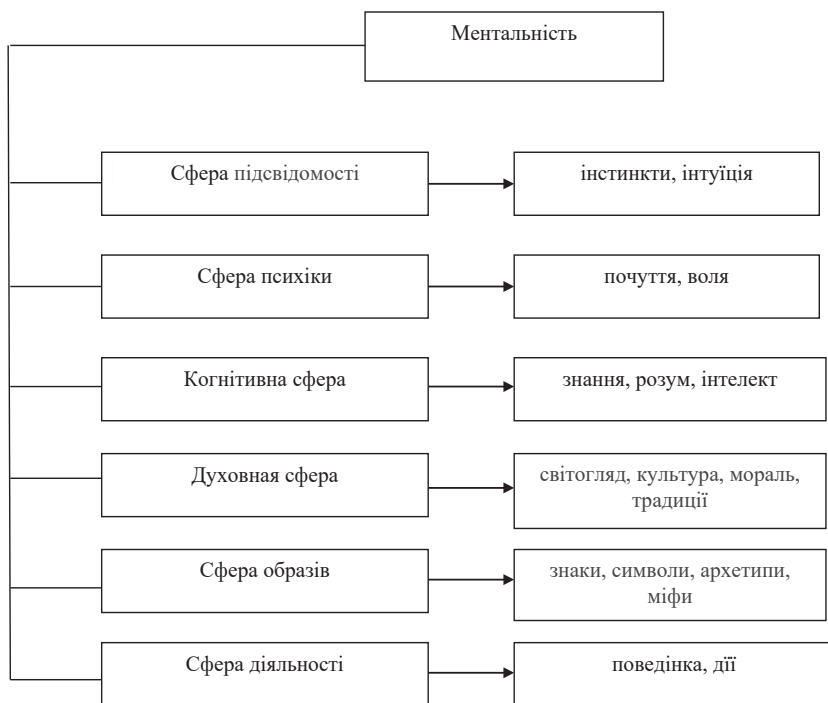 Ментальність
Сфера підсвідомості
інстинкти, інтуїція
Сфера психіки
почуття, воля
Когнітивна сфера
знання, розум, інтелект
Духовная сфера
світогляд, культура, мораль,
традиції
Сфера образів
знаки, символи, архетипи,
міфи
Сфера діяльності
поведінка, дії